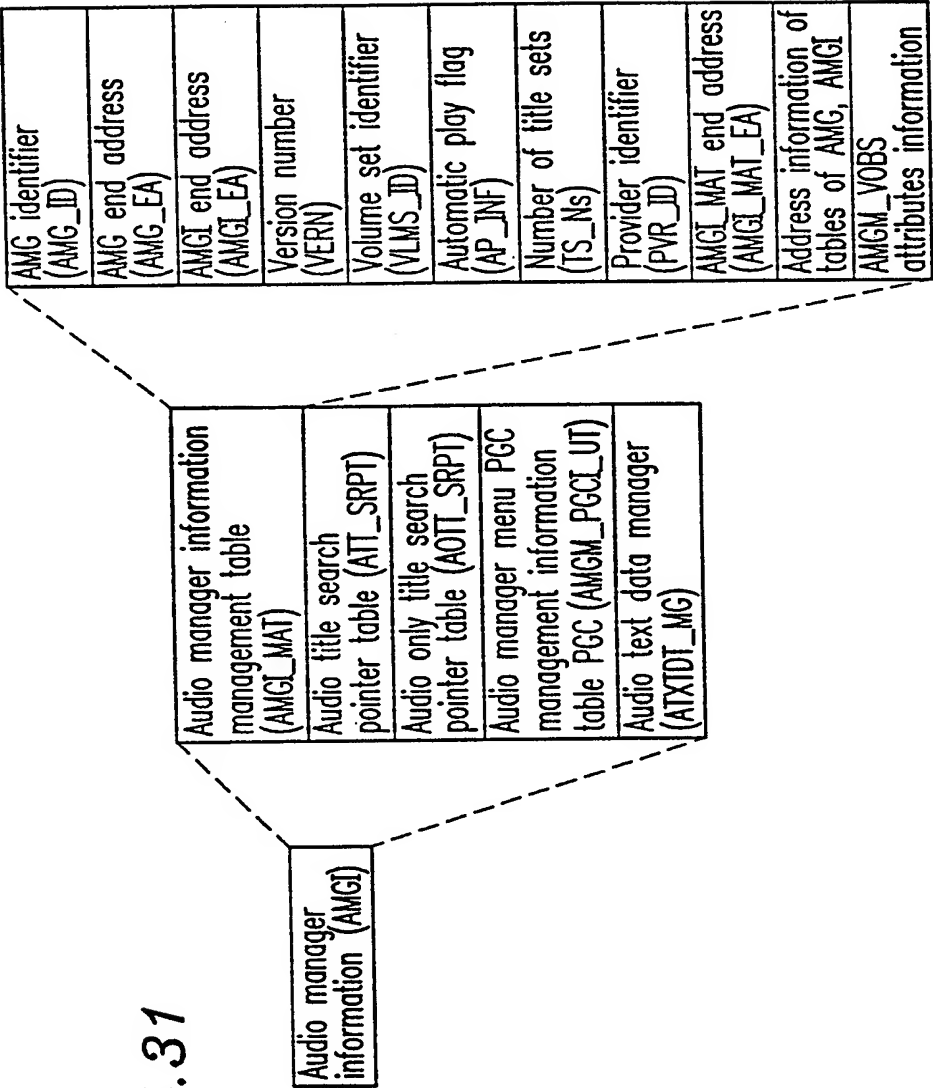 .31
Audio manager
information (AMGI)
Audio manager information
management table
(AMGI_MAT)
Audio title search
pointer table (ATT_SRPT)
Audio only title search
pointer table (AOTT_SRPT)
Audio manager menu PGC
management information
table PGC (AMGM_PGCI_UT)
Audio text data manager
(ATXTDT_MG)
AMG identifier
(AMG_ID)
AMG end address
(AMG_EA)
AMGI end address
(AMGI_EA)
Version number
(VERN)
Volume set identifier
(VLMS_ID)
Automatic play flag
(AP_INF)
Number of title sets
(TS_Ns)
Provider identifier
(PVR_ID)
AMGI_MAT end address
(AMGI_MAT_EA)
Address information of
tables of AMG, AMGI
AMGM_VOBS
attributes information